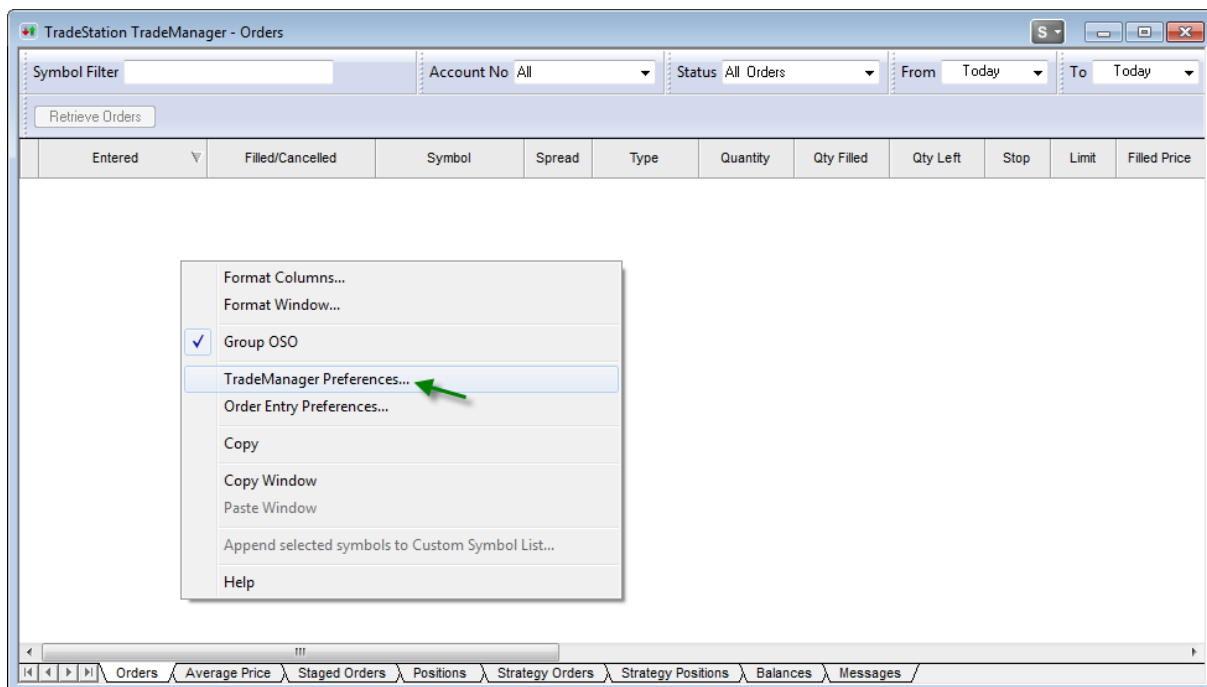 TradeStation TradeManager - Orders
S
Symbol Filter Account No All Status All Orders From Today To Today
Retrieve Orders
Entered Filled/Cancelled Symbol Spread Type Quantity Qty Filled Qty Left Stop Limit Filled Price
Format Columns...
Format Window...
Group OSO
TradeManager Preferences...
Order Entry Preferences...
Copy
Copy Window
Paste Window
Append selected symbols to Custom Symbol List...
Help
Orders Average Price Staged Orders Positions Strategy Orders Strategy Positions Balances Messages